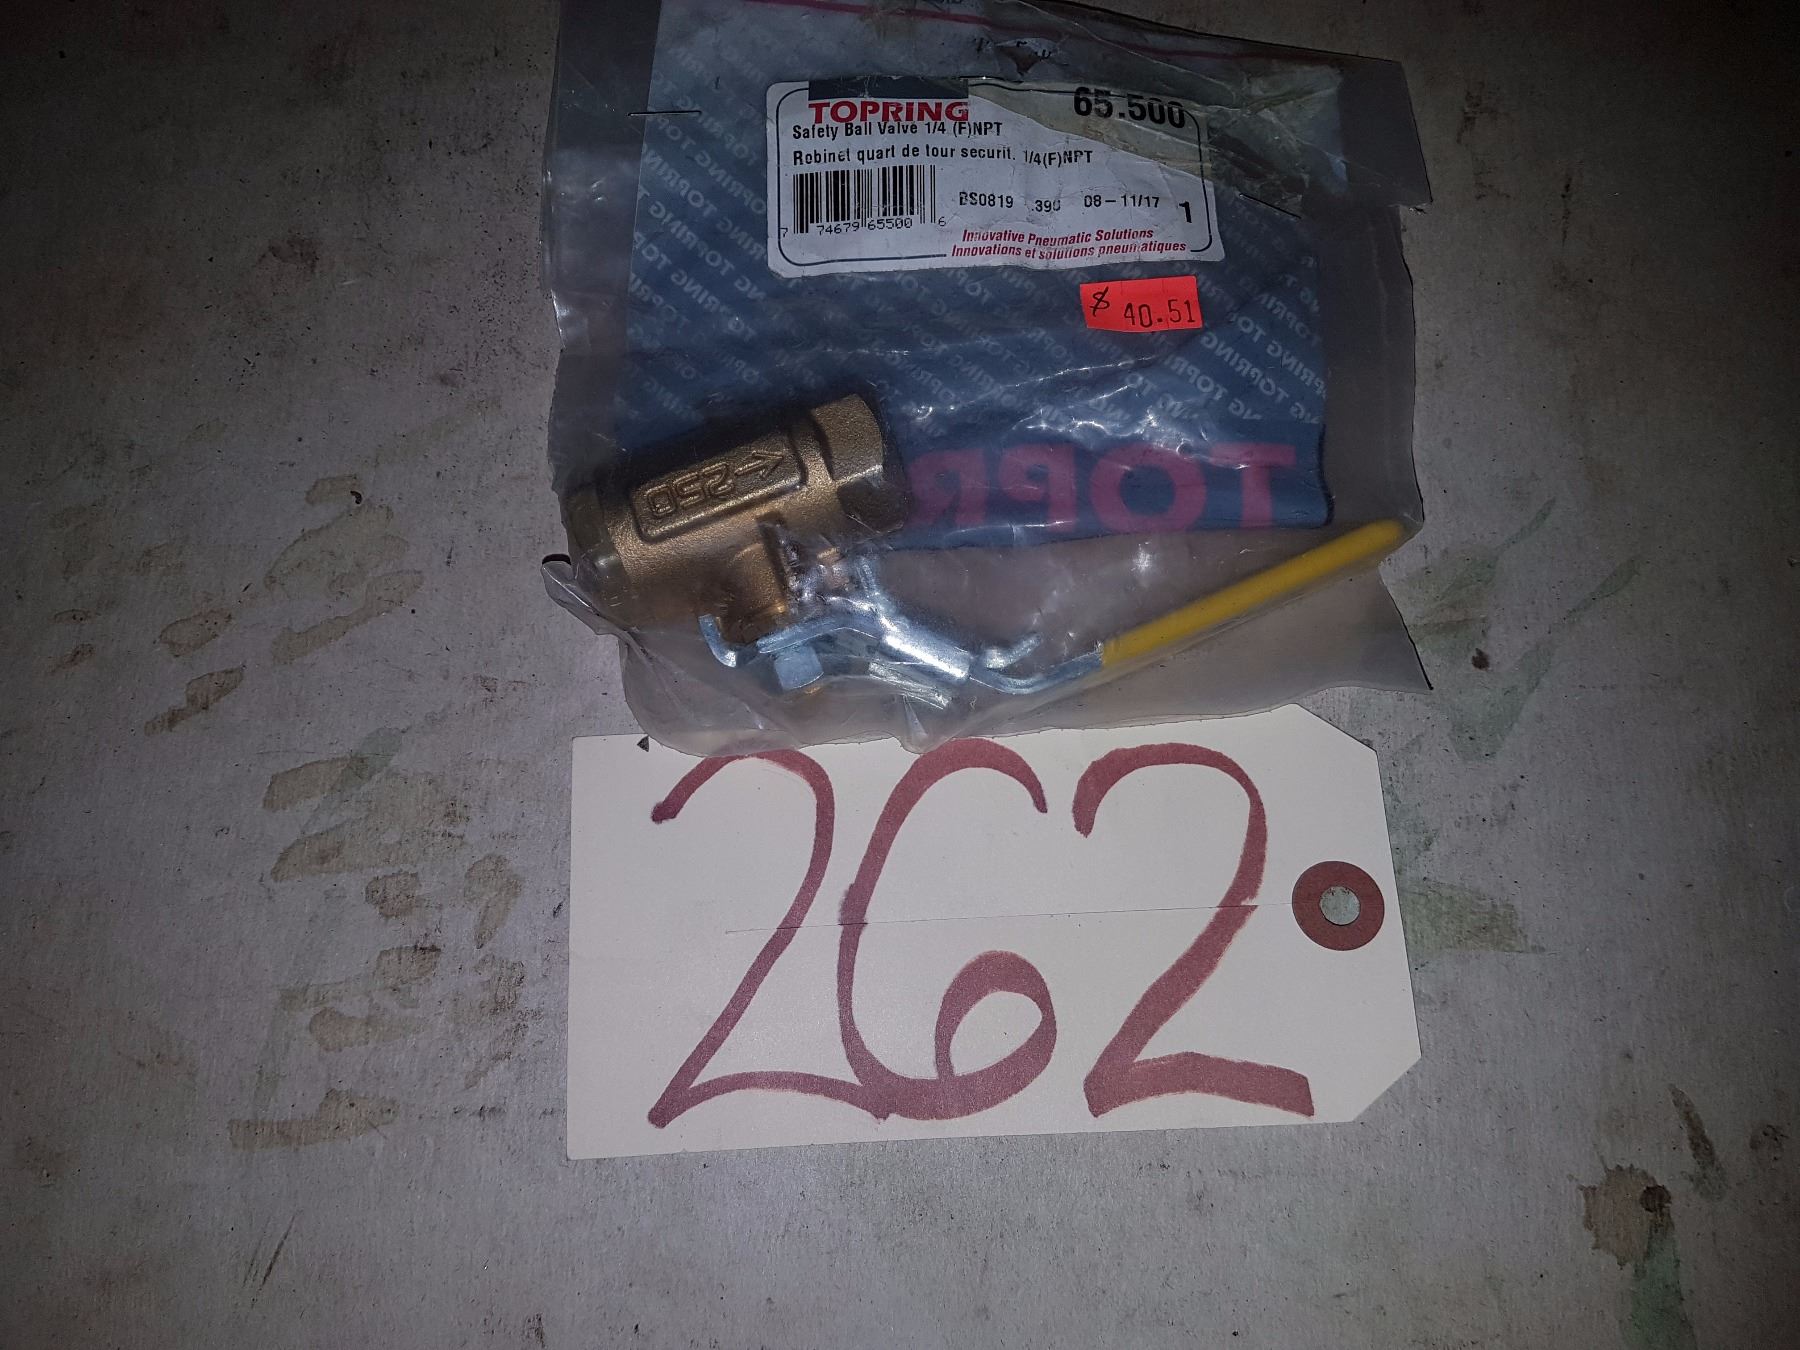 TOPRING
65.500
Safety Ball Valve 1/4 (F)NPT
Robinet quart de tour securit. 1/4(F)NPT
BS0819 .390 08-11/17 1
7 74679 65500 6
Innovative Pneumatic Solutions
Innovations et solutions pneumatiques
$ 40.51
TOPR
←250
262